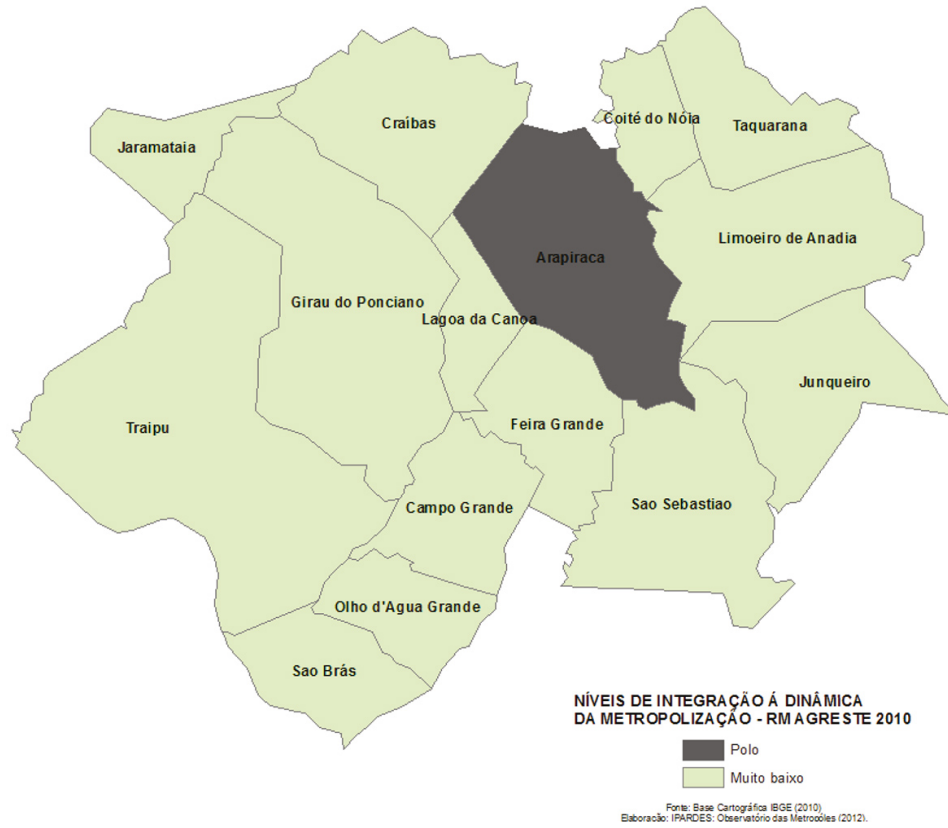 Craíbas
Coité do Nóia
Taquarana
Jaramataia
Limoeiro de Anadia
Arapiraca
Girau do Ponciano
Lagoa da Canoa
Junqueiro
Traipu
Feira Grande
Campo Grande
Sao Sebastiao
Olho d'Agua Grande
Sao Brás
NÍVEIS DE INTEGRAÇÃO Á DINÂMICA
DA METROPOLIZAÇÃO - RM AGRESTE 2010
Polo
Muito baixo
Fonte: Base Cartográfica IBGE (2010)
Elaboração: IPARDES; Observatório das Metropóles (2012).